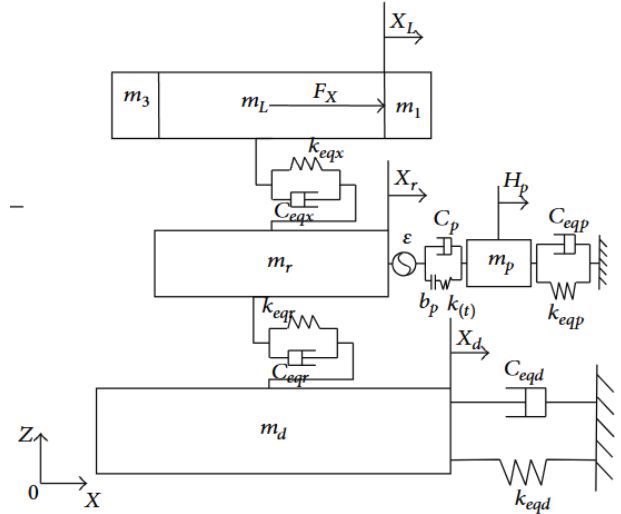 X_L
m_3 m_L F_X m_1
k_eqx
C_eqx
X_r H_p
ε C_p C_eqp
m_r m_p
b_p k_(t) k_eqp
k_eqr
C_eqr
X_d
C_eqd
m_d
Z
0 X
k_eqd